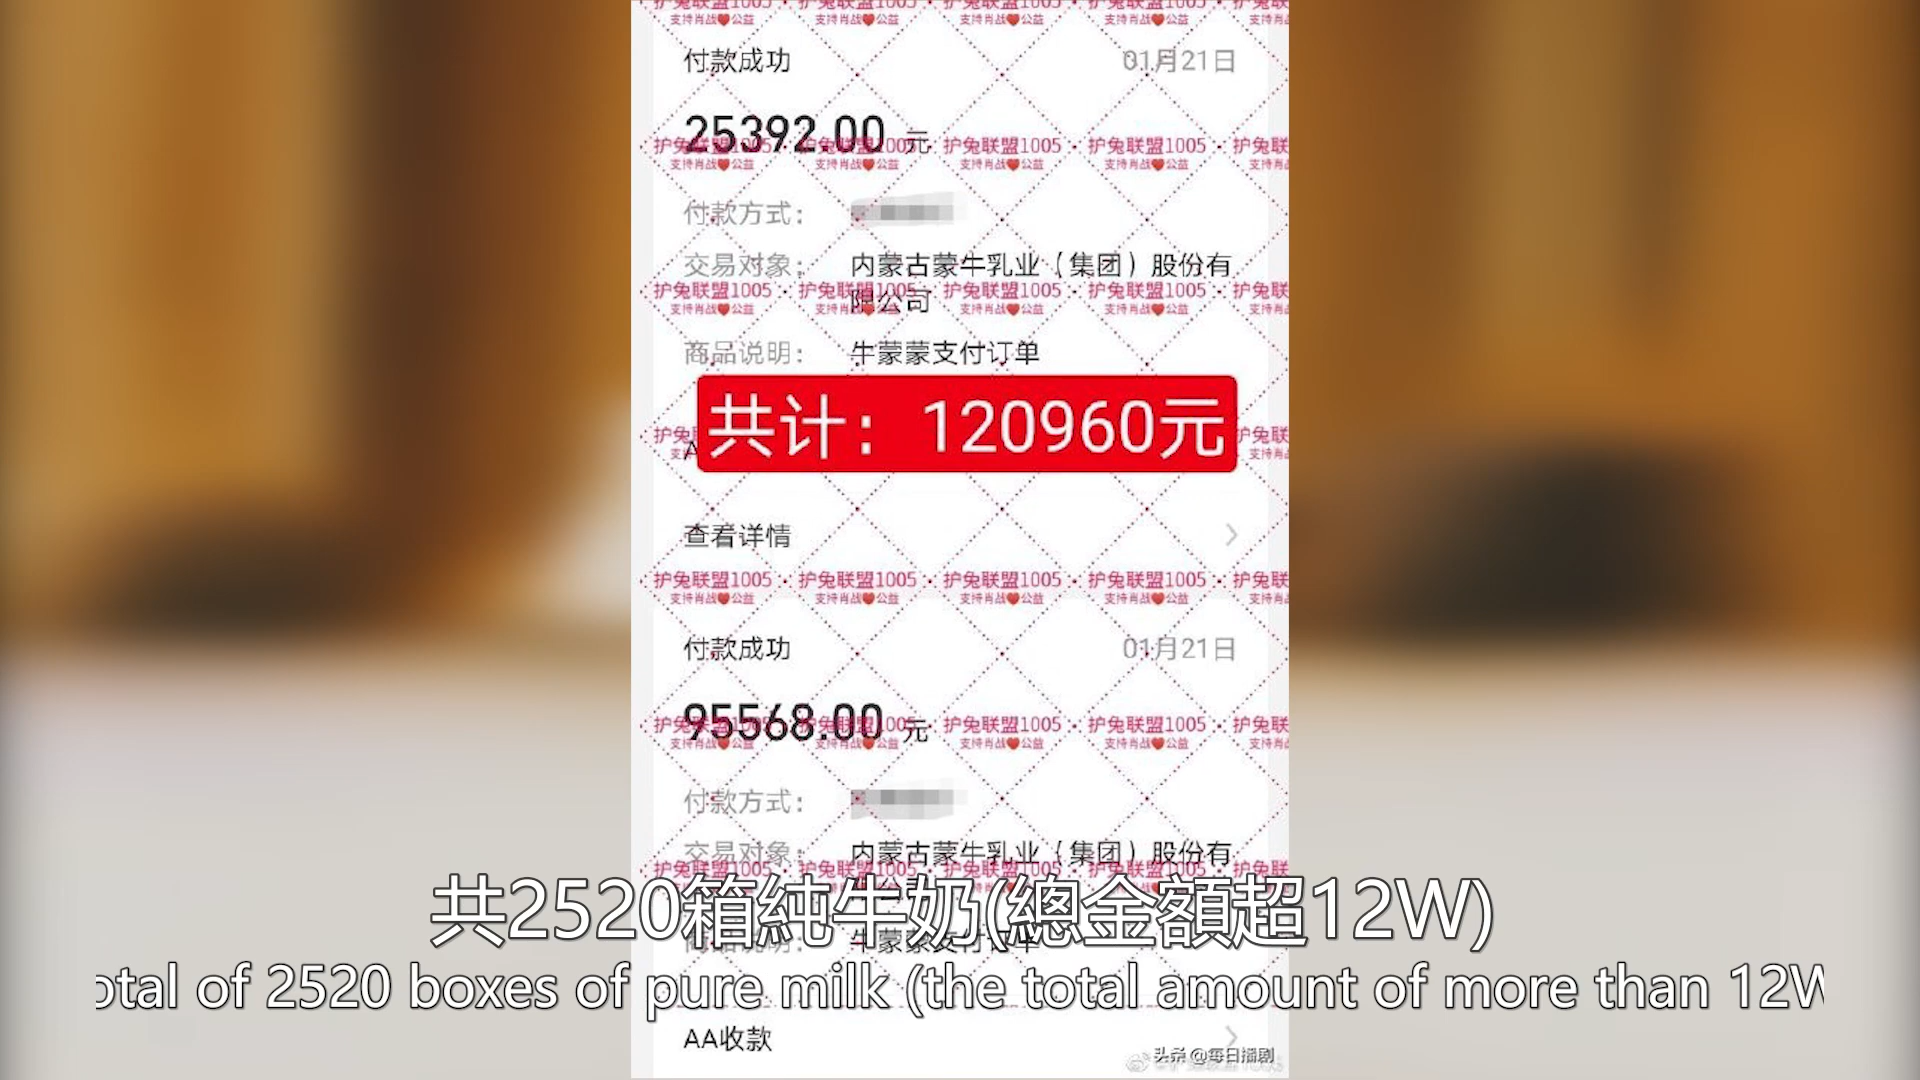 付款成功 01月21日
25392.00 元
付款方式：
交易对象： 内蒙古蒙牛乳业（集团）股份有
限公司
商品说明： 牛蒙蒙支付订单
共计：120960元
查看详情
付款成功 01月21日
95568.00 元
付款方式：
交易对象： 内蒙古蒙牛乳业（集团）股份有
共2520箱純牛奶(總金額超12W)
otal of 2520 boxes of pure milk (the total amount of more than 12W
AA收款
头条 @每日播剧
护兔联盟1005
支持肖战❤公益